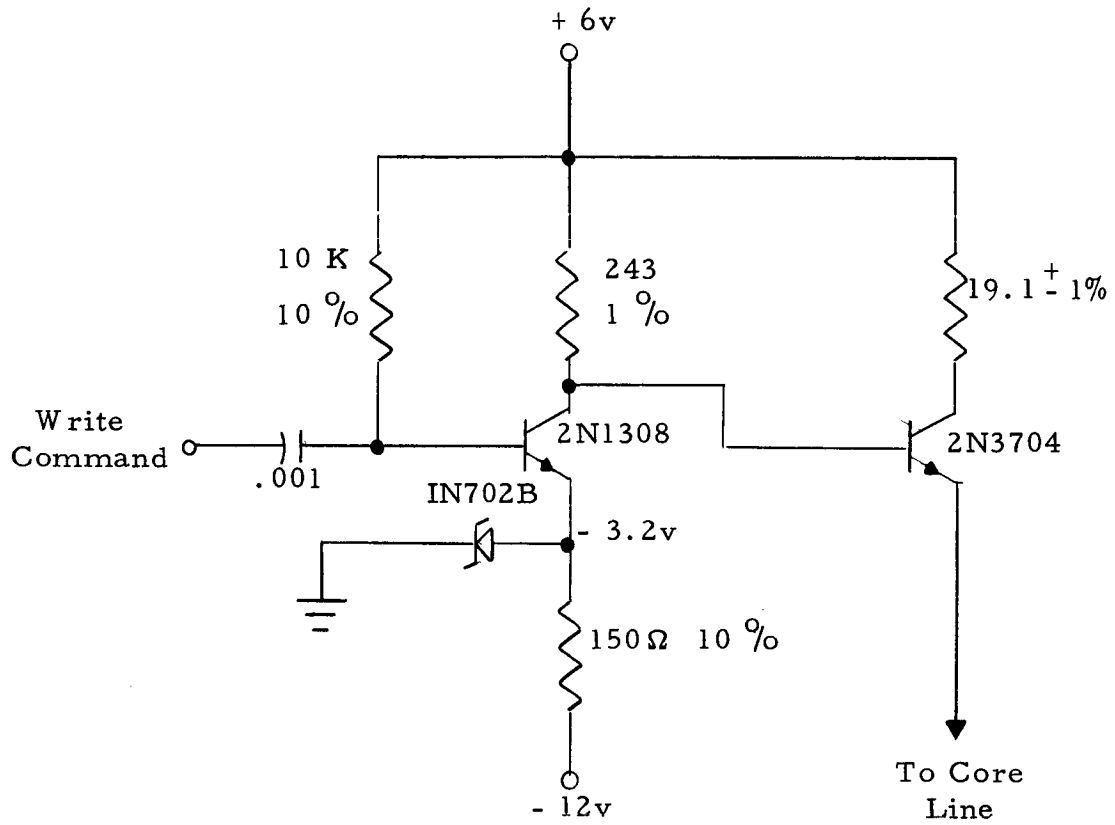 + 6v
10 K
10 %
243
1 %
19.1 ± 1%
Write
Command
.001
2N1308
2N3704
IN702B
- 3.2v
150Ω 10 %
- 12v
To Core
Line